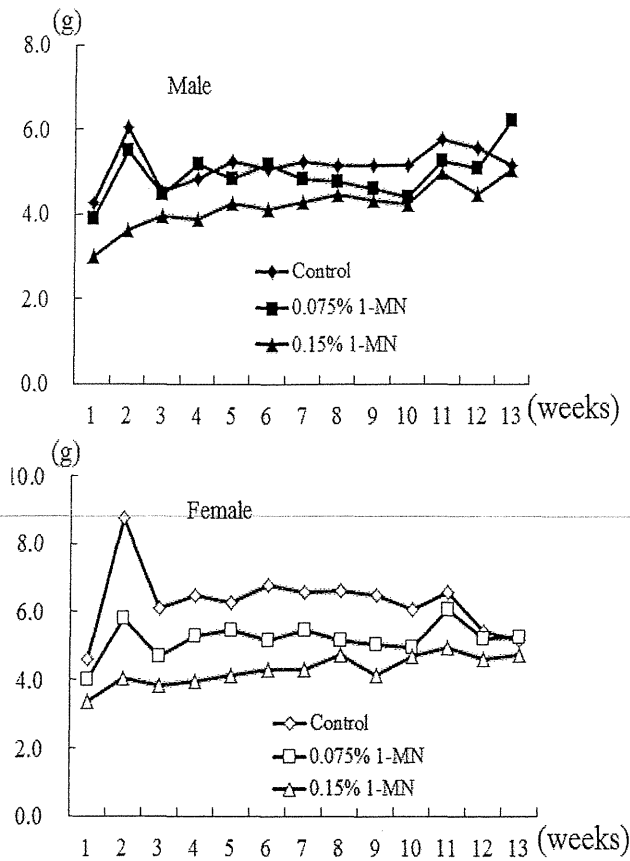 (g)
8.0
Male
6.0
4.0
Control
0.075% 1-MN
2.0
0.15% 1-MN
0.0
1 2 3 4 5 6 7 8 9 10 11 12 13 (weeks)
(g)
10.0
Female
8.0
6.0
4.0
Control
2.0
0.075% 1-MN
0.15% 1-MN
0.0
1 2 3 4 5 6 7 8 9 10 11 12 13 (weeks)